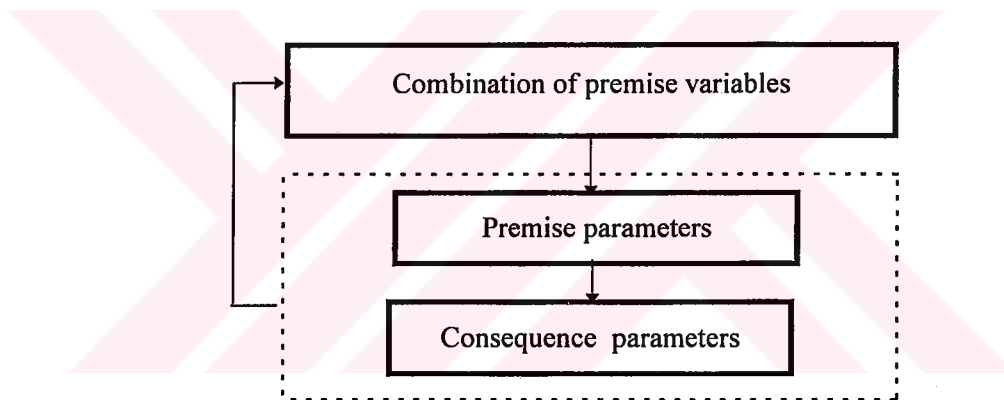 Combination of premise variables
Premise parameters
Consequence parameters